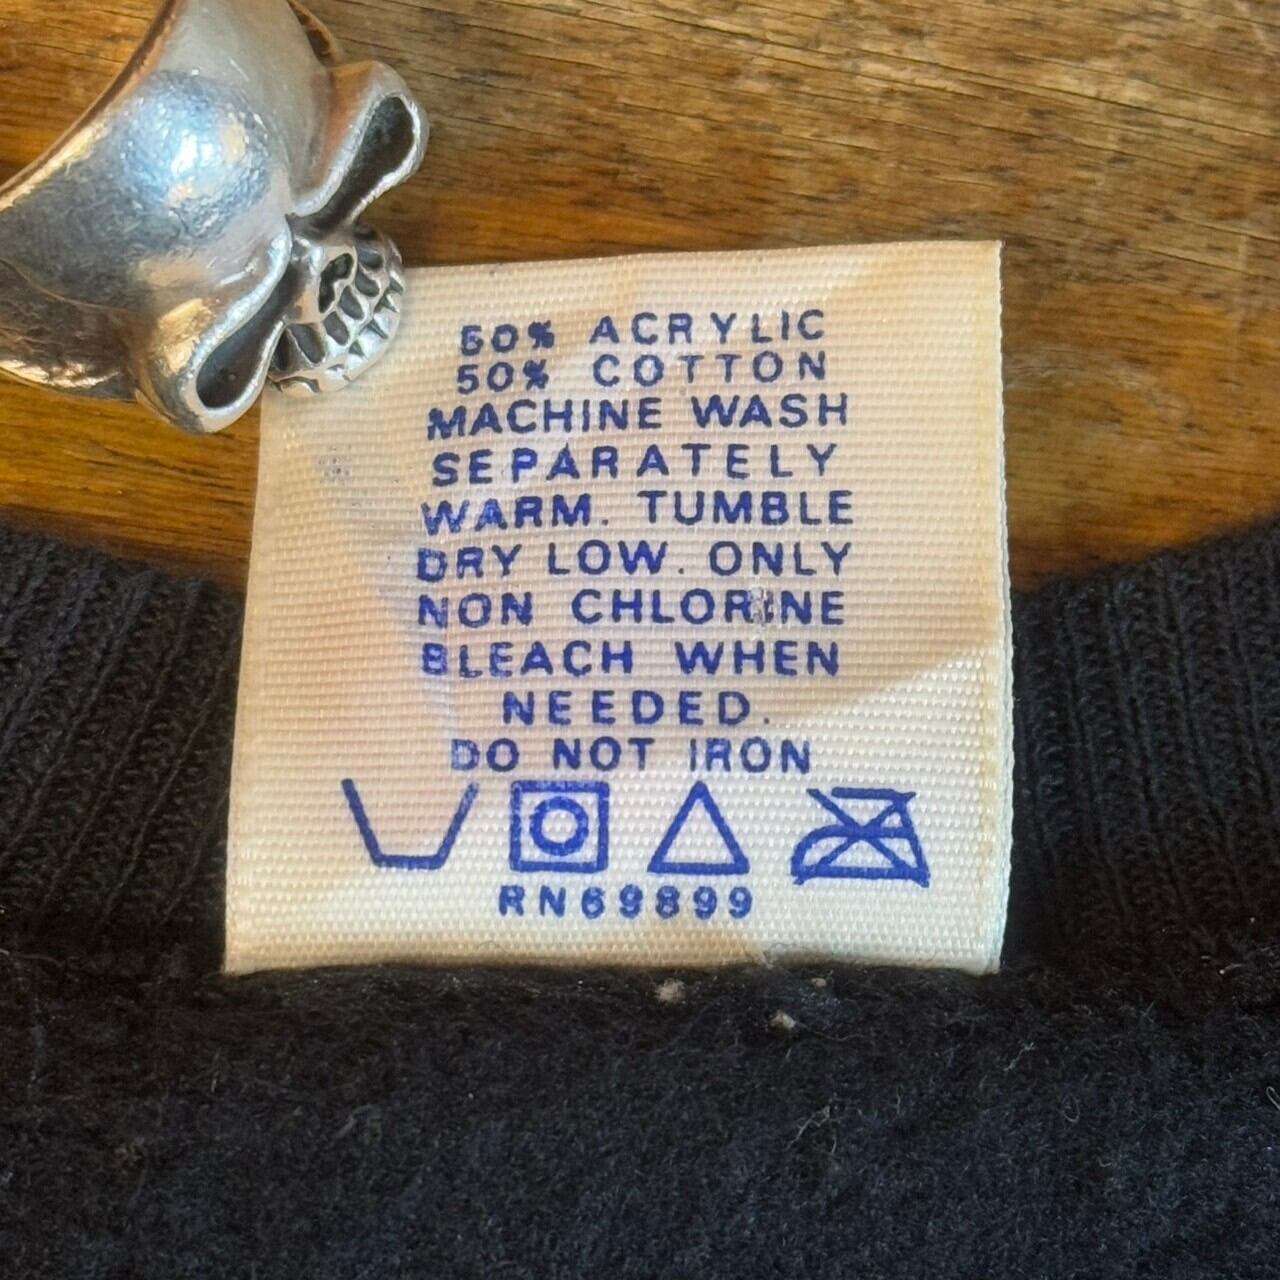 50% ACRYLIC
50% COTTON
MACHINE WASH
SEPARATELY
WARM. TUMBLE
DRY LOW. ONLY
NON CHLORINE
BLEACH WHEN
NEEDED.
DO NOT IRON
RN69899